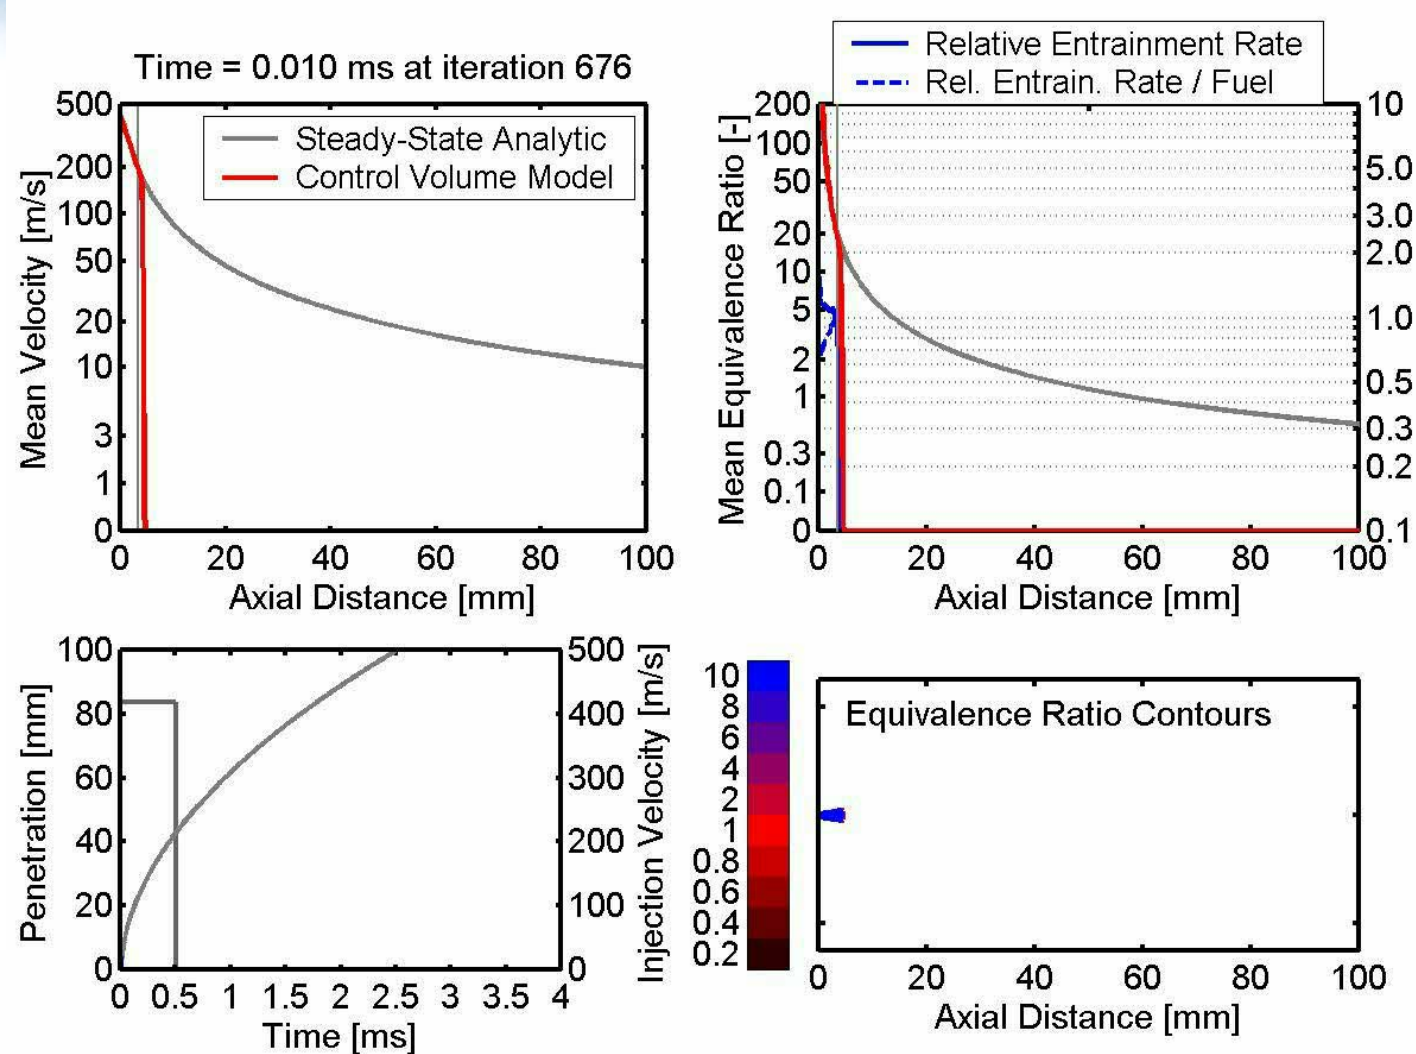 Time = 0.010 ms at iteration 676
Steady-State Analytic
Control Volume Model
500
200
100
50
20
10
3
1
0
Mean Velocity [m/s]
0 20 40 60 80 100
Axial Distance [mm]
Relative Entrainment Rate
Rel. Entrain. Rate / Fuel
200
100
50
20
10
5
2
1
0.3
0.1
0
Mean Equivalence Ratio [-]
10
5.0
3.0
2.0
1.0
0.5
0.3
0.2
0.1
0 20 40 60 80 100
Axial Distance [mm]
100
80
60
40
20
0
Penetration [mm]
500
400
300
200
100
0
Injection Velocity [m/s]
0 0.5 1 1.5 2 2.5 3 3.5 4
Time [ms]
10
8
6
4
2
1
0.8
0.6
0.4
0.2
Equivalence Ratio Contours
0 20 40 60 80 100
Axial Distance [mm]